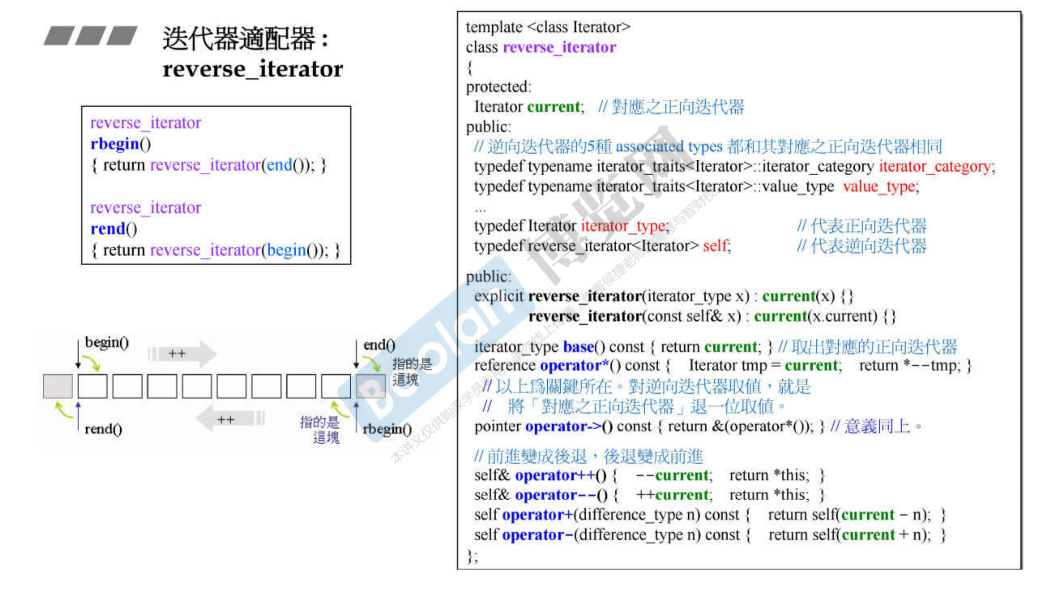 迭代器適配器：
reverse_iterator
reverse_iterator
rbegin()
{ return reverse_iterator(end()); }
reverse_iterator
rend()
{ return reverse_iterator(begin()); }
begin()
++
end()
指的是
這塊
rend()
++
指的是
這塊
rbegin()
template <class Iterator>
class reverse_iterator
{
protected:
Iterator current; // 對應之正向迭代器
public:
// 逆向迭代器的5種 associated types 都和其對應之正向迭代器相同
typedef typename iterator_traits<Iterator>::iterator_category iterator_category;
typedef typename iterator_traits<Iterator>::value_type value_type;
...
typedef Iterator iterator_type; // 代表正向迭代器
typedef reverse_iterator<Iterator> self; // 代表逆向迭代器
public:
explicit reverse_iterator(iterator_type x) : current(x) {}
reverse_iterator(const self& x) : current(x.current) {}
iterator_type base() const { return current; } // 取出對應的正向迭代器
reference operator*() const { Iterator tmp = current; return *--tmp; }
// 以上爲關鍵所在。對逆向迭代器取值，就是
// 將「對應之正向迭代器」退一位取值。
pointer operator->() const { return &(operator*()); } // 意義同上。
// 前進變成後退，後退變成前進
self& operator++() { --current; return *this; }
self& operator--() { ++current; return *this; }
self operator+(difference_type n) const { return self(current - n); }
self operator-(difference_type n) const { return self(current + n); }
};
Boolan 博览网